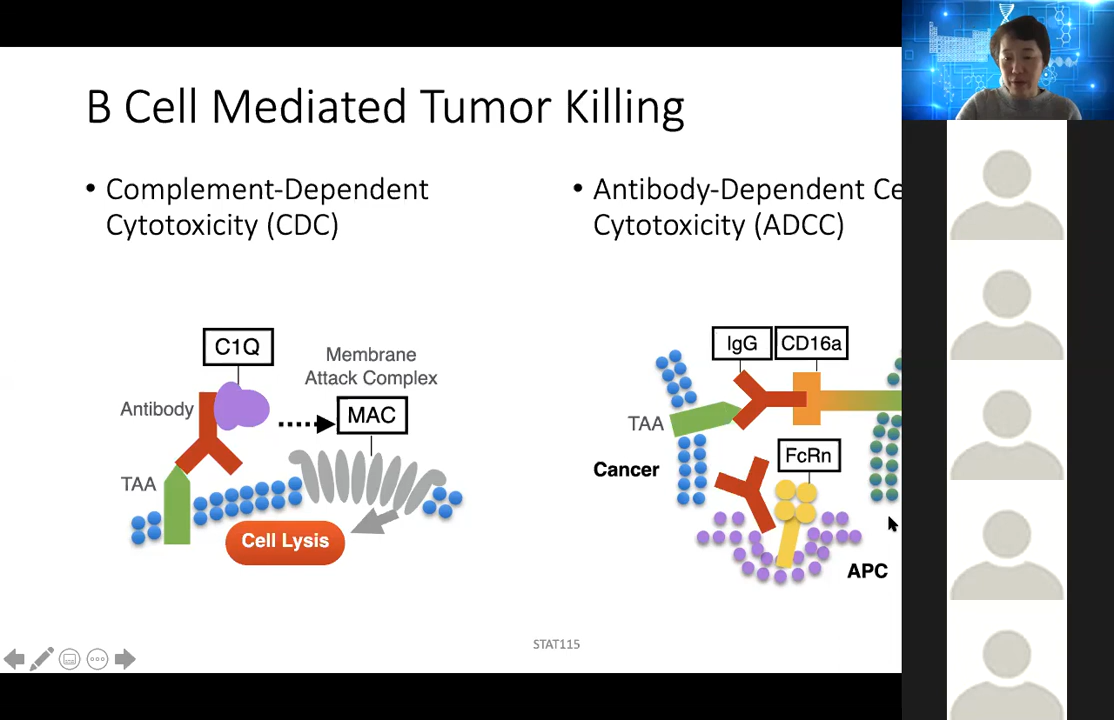 B Cell Mediated Tumor Killing
• Complement-Dependent
Cytotoxicity (CDC)
• Antibody-Dependent Ce
Cytotoxicity (ADCC)
C1Q
Membrane
Attack Complex
Antibody
MAC
TAA
Cell Lysis
IgG
CD16a
TAA
FcRn
Cancer
APC
STAT115